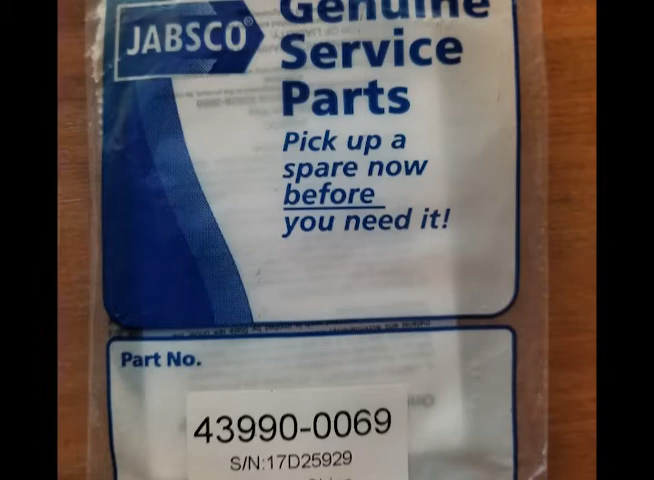 JABSCO®
Genuine
Service
Parts
Pick up a
spare now
before
you need it!
Part No.
43990-0069
S/N:17D25929